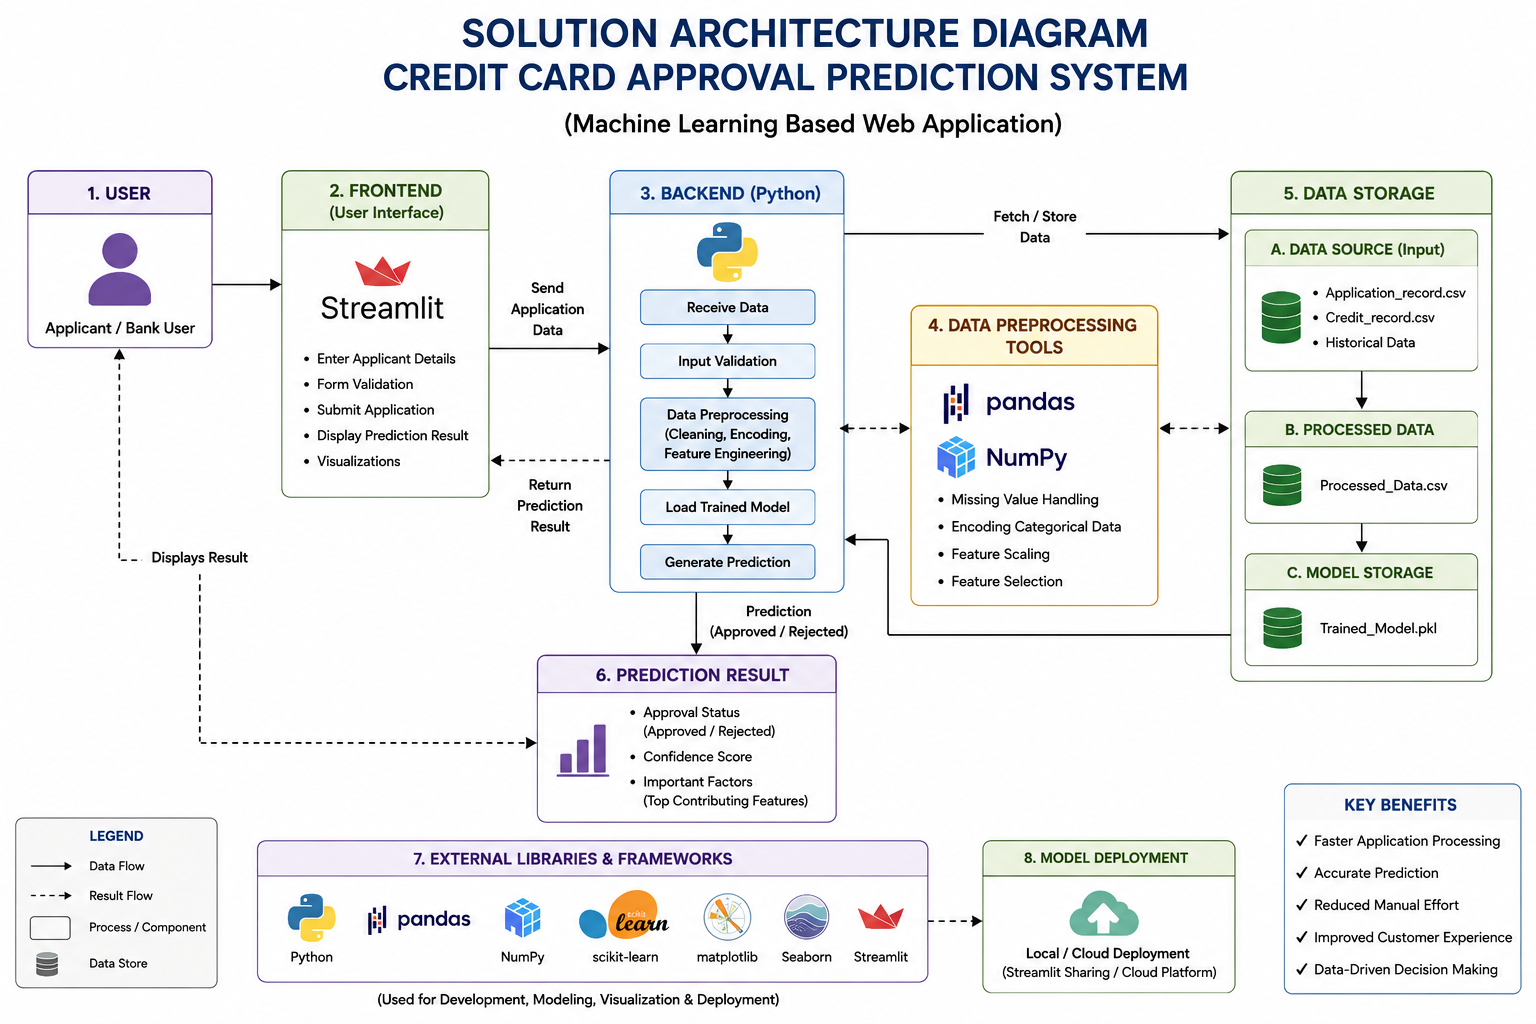 SOLUTION ARCHITECTURE DIAGRAM
CREDIT CARD APPROVAL PREDICTION SYSTEM
(Machine Learning Based Web Application)
1. USER
Applicant / Bank User
2. FRONTEND
(User Interface)
Streamlit
• Enter Applicant Details
• Form Validation
• Submit Application
• Display Prediction Result
• Visualizations
Send
Application
Data
Return
Prediction
Result
Displays Result
3. BACKEND (Python)
Receive Data
Input Validation
Data Preprocessing
(Cleaning, Encoding,
Feature Engineering)
Load Trained Model
Generate Prediction
Fetch / Store
Data
4. DATA PREPROCESSING
TOOLS
pandas
NumPy
• Missing Value Handling
• Encoding Categorical Data
• Feature Scaling
• Feature Selection
5. DATA STORAGE
A. DATA SOURCE (Input)
• Application_record.csv
• Credit_record.csv
• Historical Data
B. PROCESSED DATA
Processed_Data.csv
C. MODEL STORAGE
Trained_Model.pkl
Prediction
(Approved / Rejected)
6. PREDICTION RESULT
• Approval Status
(Approved / Rejected)
• Confidence Score
• Important Factors
(Top Contributing Features)
LEGEND
Data Flow
Result Flow
Process / Component
Data Store
7. EXTERNAL LIBRARIES & FRAMEWORKS
Python
pandas
NumPy
scikit
learn
scikit-learn
matplotlib
Seaborn
Streamlit
(Used for Development, Modeling, Visualization & Deployment)
8. MODEL DEPLOYMENT
Local / Cloud Deployment
(Streamlit Sharing / Cloud Platform)
KEY BENEFITS
✓ Faster Application Processing
✓ Accurate Prediction
✓ Reduced Manual Effort
✓ Improved Customer Experience
✓ Data-Driven Decision Making